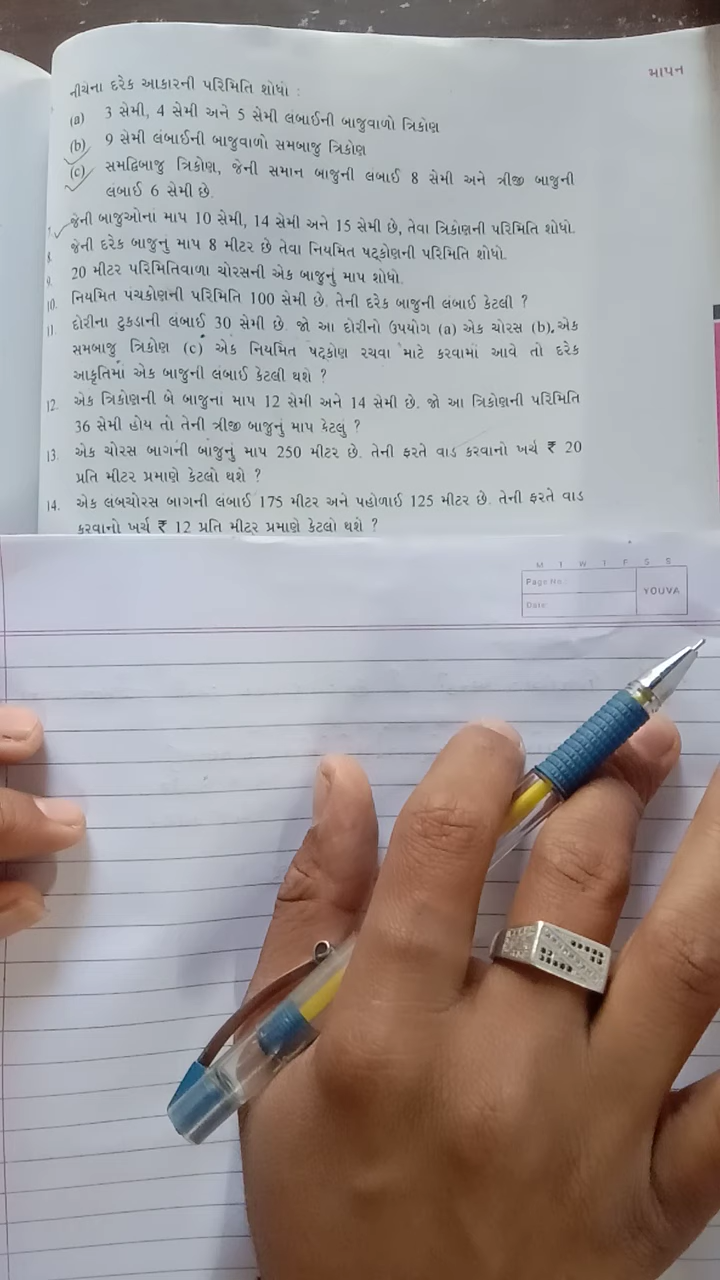 માપન
નીચેના દરેક આકારની પરિમિતિ શોધો :
(a) 3 સેમી, 4 સેમી અને 5 સેમી લંબાઈની બાજુવાળો ત્રિકોણ
(b) 9 સેમી લંબાઈની બાજુવાળો સમબાજુ ત્રિકોણ
(c) સમદ્વિબાજુ ત્રિકોણ, જેની સમાન બાજુની લંબાઈ 8 સેમી અને ત્રીજી બાજુની
લંબાઈ 6 સેમી છે.
7. જેની બાજુઓનાં માપ 10 સેમી, 14 સેમી અને 15 સેમી છે, તેવા ત્રિકોણની પરિમિતિ શોધો.
8. જેની દરેક બાજુનું માપ 8 મીટર છે તેવા નિયમિત ષટ્કોણની પરિમિતિ શોધો.
9. 20 મીટર પરિમિતિવાળા ચોરસની એક બાજુનું માપ શોધો.
10. નિયમિત પંચકોણની પરિમિતિ 100 સેમી છે. તેની દરેક બાજુની લંબાઈ કેટલી ?
11. દોરીના ટુકડાની લંબાઈ 30 સેમી છે. જો આ દોરીનો ઉપયોગ (a) એક ચોરસ (b) એક
સમબાજુ ત્રિકોણ (c) એક નિયમિત ષટ્કોણ રચવા માટે કરવામાં આવે તો દરેક
આકૃતિમાં એક બાજુની લંબાઈ કેટલી થશે ?
12. એક ત્રિકોણની બે બાજુનાં માપ 12 સેમી અને 14 સેમી છે. જો આ ત્રિકોણની પરિમિતિ
36 સેમી હોય તો તેની ત્રીજી બાજુનું માપ કેટલું ?
13. એક ચોરસ બાગની બાજુનું માપ 250 મીટર છે. તેની ફરતે વાડ કરવાનો ખર્ચ ₹ 20
પ્રતિ મીટર પ્રમાણે કેટલો થશે ?
14. એક લંબચોરસ બાગની લંબાઈ 175 મીટર અને પહોળાઈ 125 મીટર છે. તેની ફરતે વાડ
કરવાનો ખર્ચ ₹ 12 પ્રતિ મીટર પ્રમાણે કેટલો થશે ?
M T W T F S S
Page No.:
YOUVA
Date: